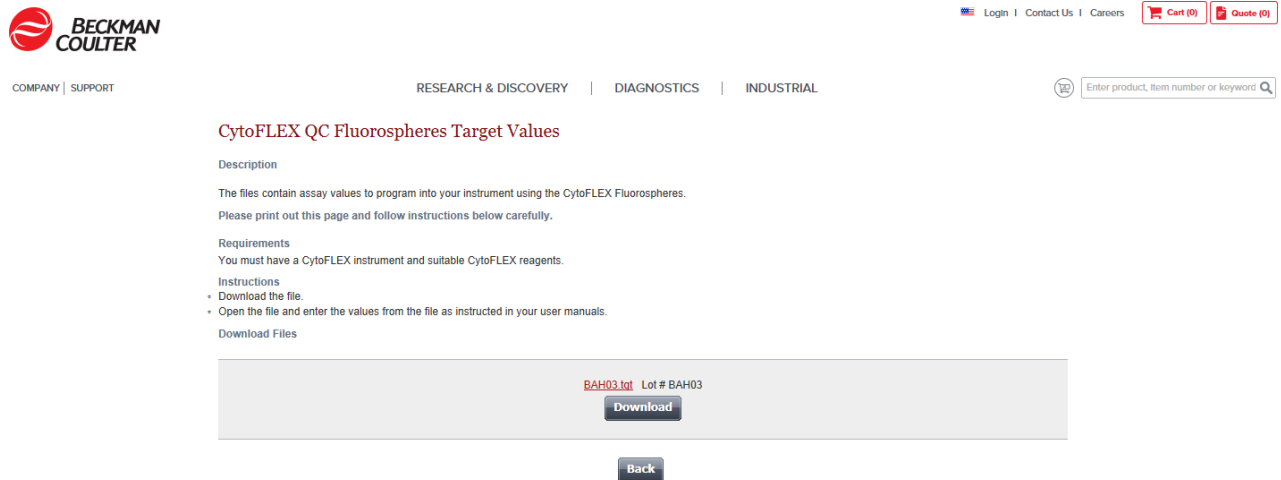 BECKMAN
COULTER
Login | Contact Us | Careers
Cart (0)
Quote (0)
COMPANY | SUPPORT
RESEARCH & DISCOVERY | DIAGNOSTICS | INDUSTRIAL
Enter product, Item number or keyword
CytoFLEX QC Fluorospheres Target Values
Description
The files contain assay values to program into your instrument using the CytoFLEX Fluorospheres.
Please print out this page and follow instructions below carefully.
Requirements
You must have a CytoFLEX instrument and suitable CytoFLEX reagents.
Instructions
Download the file.
Open the file and enter the values from the file as instructed in your user manuals.
Download Files
BAH03.tgt Lot # BAH03
Download
Back